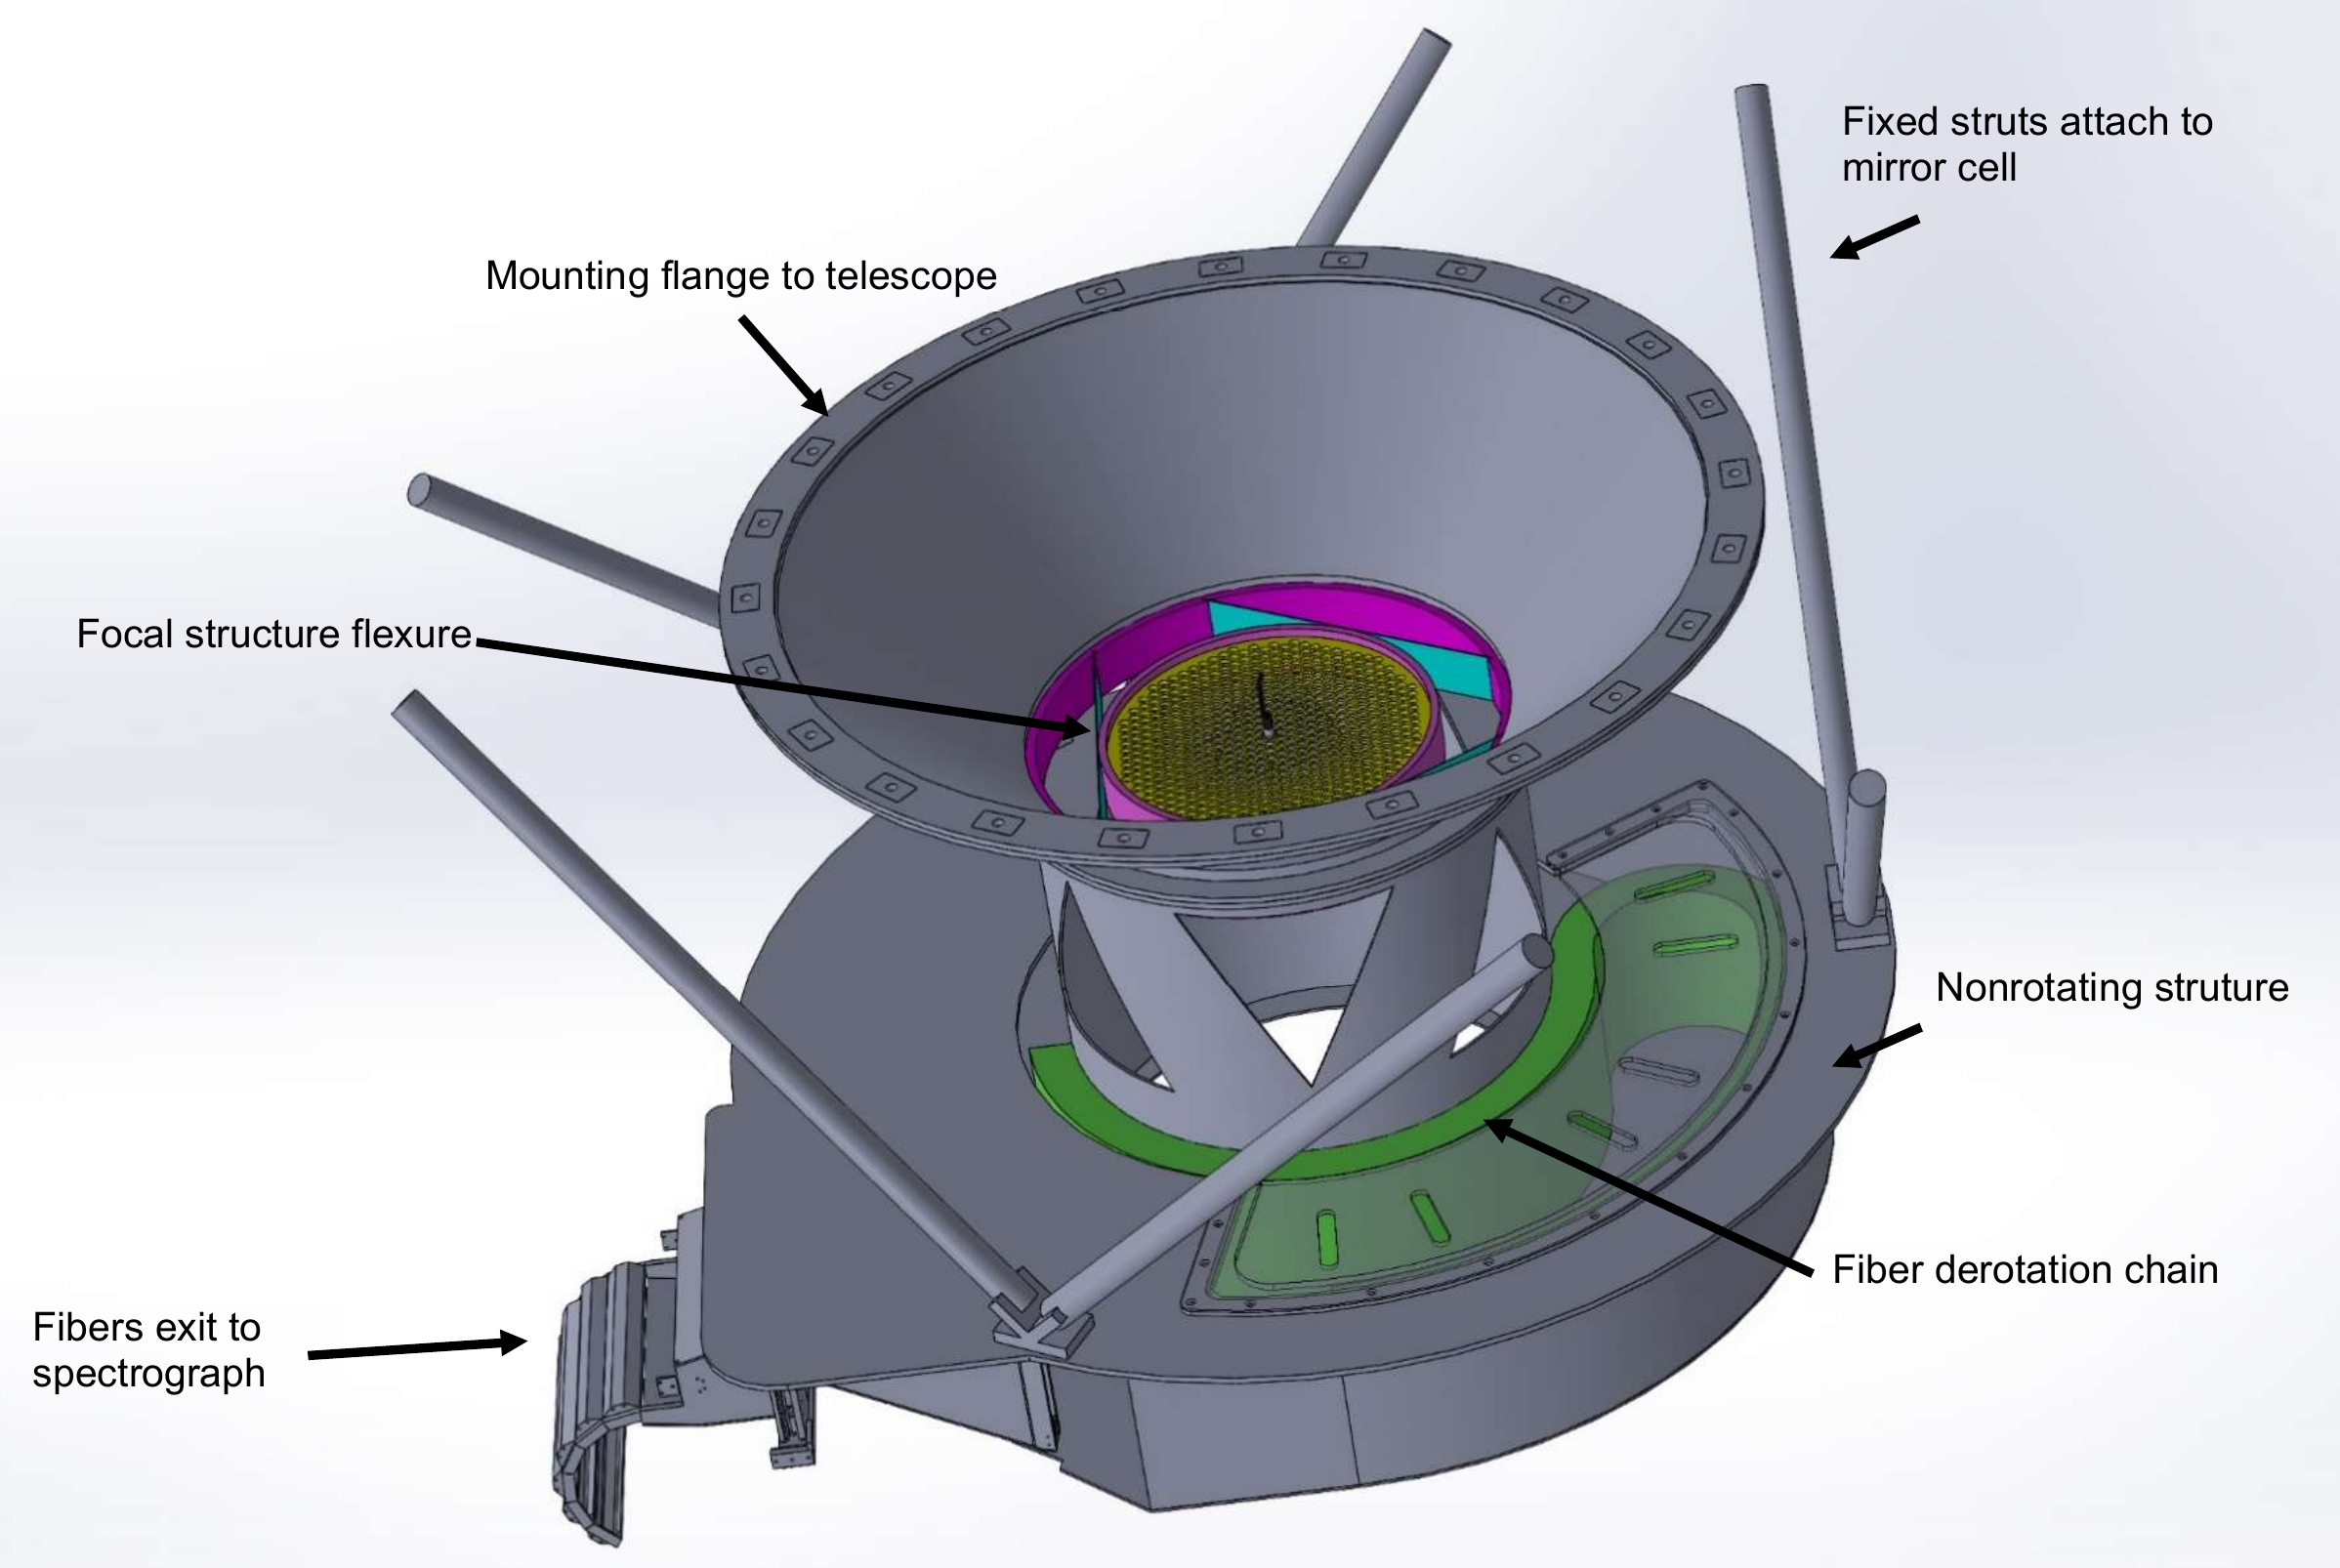 Fixed struts attach to
mirror cell
Mounting flange to telescope
Focal structure flexure
Nonrotating struture
Fiber derotation chain
Fibers exit to
spectrograph